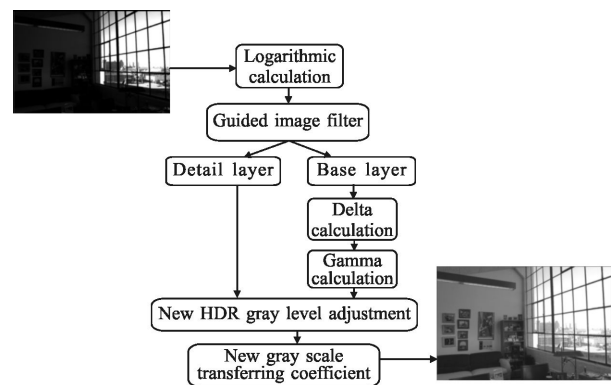 Logarithmic
calculation
Guided image filter
Detail layer
Base layer
Delta
calculation
Gamma
calculation
New HDR gray level adjustment
New gray scale
transferring coefficient